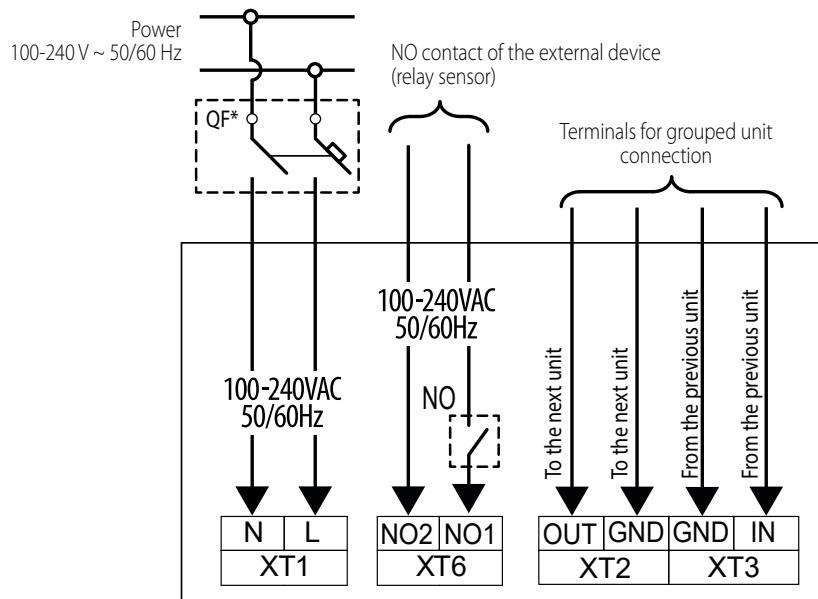 Power
100-240 V ~ 50/60 Hz
QF*
NO contact of the external device
(relay sensor)
Terminals for grouped unit
connection
100-240VAC
50/60Hz
100-240VAC
50/60Hz
NO
To the next unit
To the next unit
From the previous unit
From the previous unit
N L
XT1
NO2 NO1
XT6
OUT GND GND IN
XT2 XT3